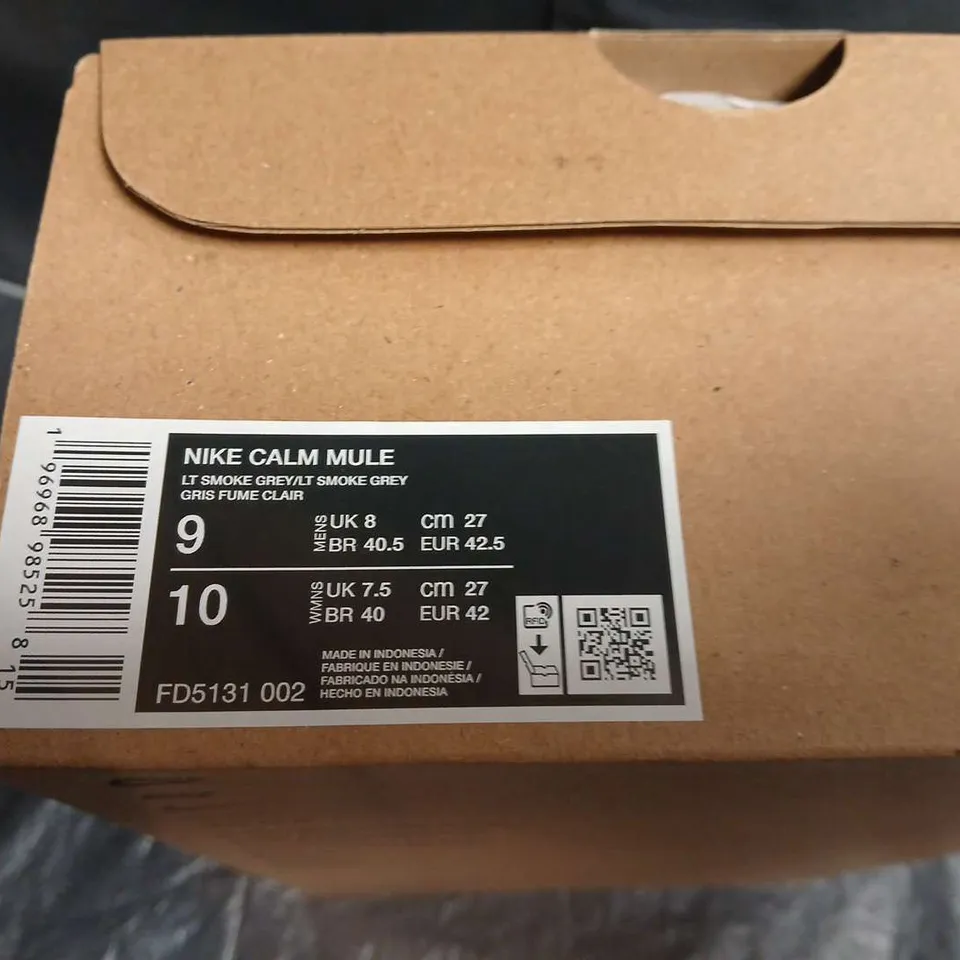 NIKE CALM MULE
LT SMOKE GREY/LT SMOKE GREY
GRIS FUME CLAIR
9 MENS UK 8 cm 27
BR 40.5 EUR 42.5
10 WMNS UK 7.5 cm 27
BR 40 EUR 42
MADE IN INDONESIA /
FABRIQUE EN INDONESIE /
FABRICADO NA INDONÉSIA /
HECHO EN INDONESIA
FD5131 002
RFID
1 96968 98525 8 15